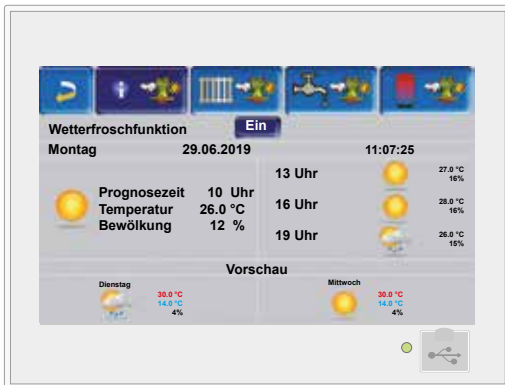 Wetterfroschfunktion Ein
Montag 29.06.2019 11:07:25
Prognosezeit 10 Uhr
Temperatur 26.0 °C
Bewölkung 12 %
13 Uhr 27.0 °C
16%
16 Uhr 28.0 °C
16%
19 Uhr 26.0 °C
15%
Vorschau
Dienstag
30.0 °C
14.0 °C
4%
Mittwoch
30.0 °C
14.0 °C
4%